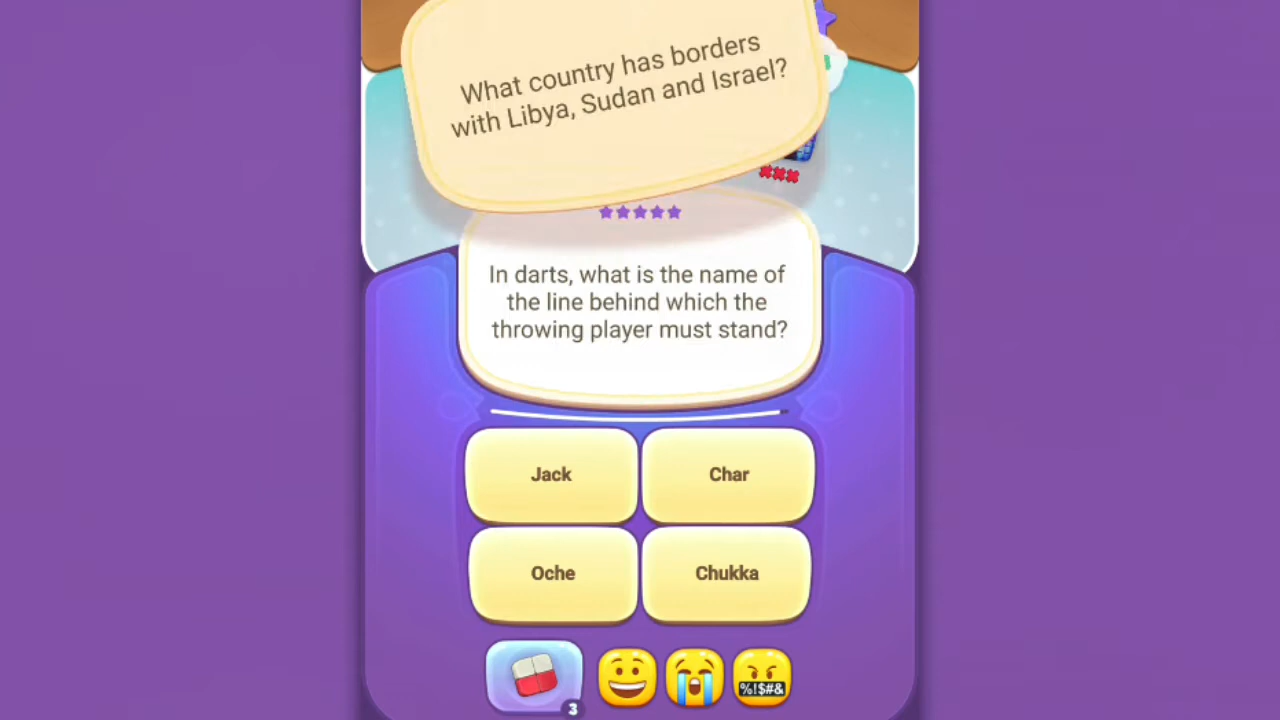 What country has borders
with Libya, Sudan and Israel?
In darts, what is the name of
the line behind which the
throwing player must stand?
Jack
Char
Oche
Chukka
3
%!$#&